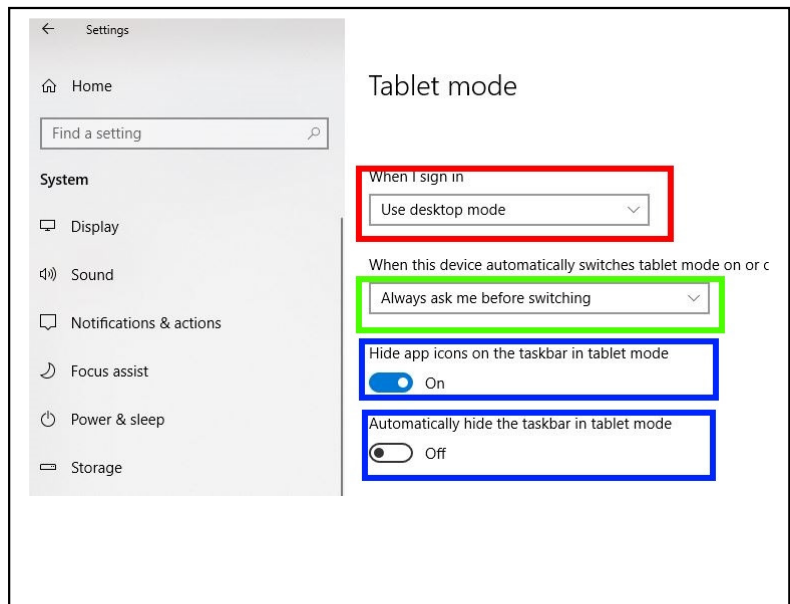 Settings
Home
Find a setting
System
Display
Sound
Notifications & actions
Focus assist
Power & sleep
Storage
Tablet mode
When I sign in
Use desktop mode
When this device automatically switches tablet mode on or
Always ask me before switching
Hide app icons on the taskbar in tablet mode
On
Automatically hide the taskbar in tablet mode
Off